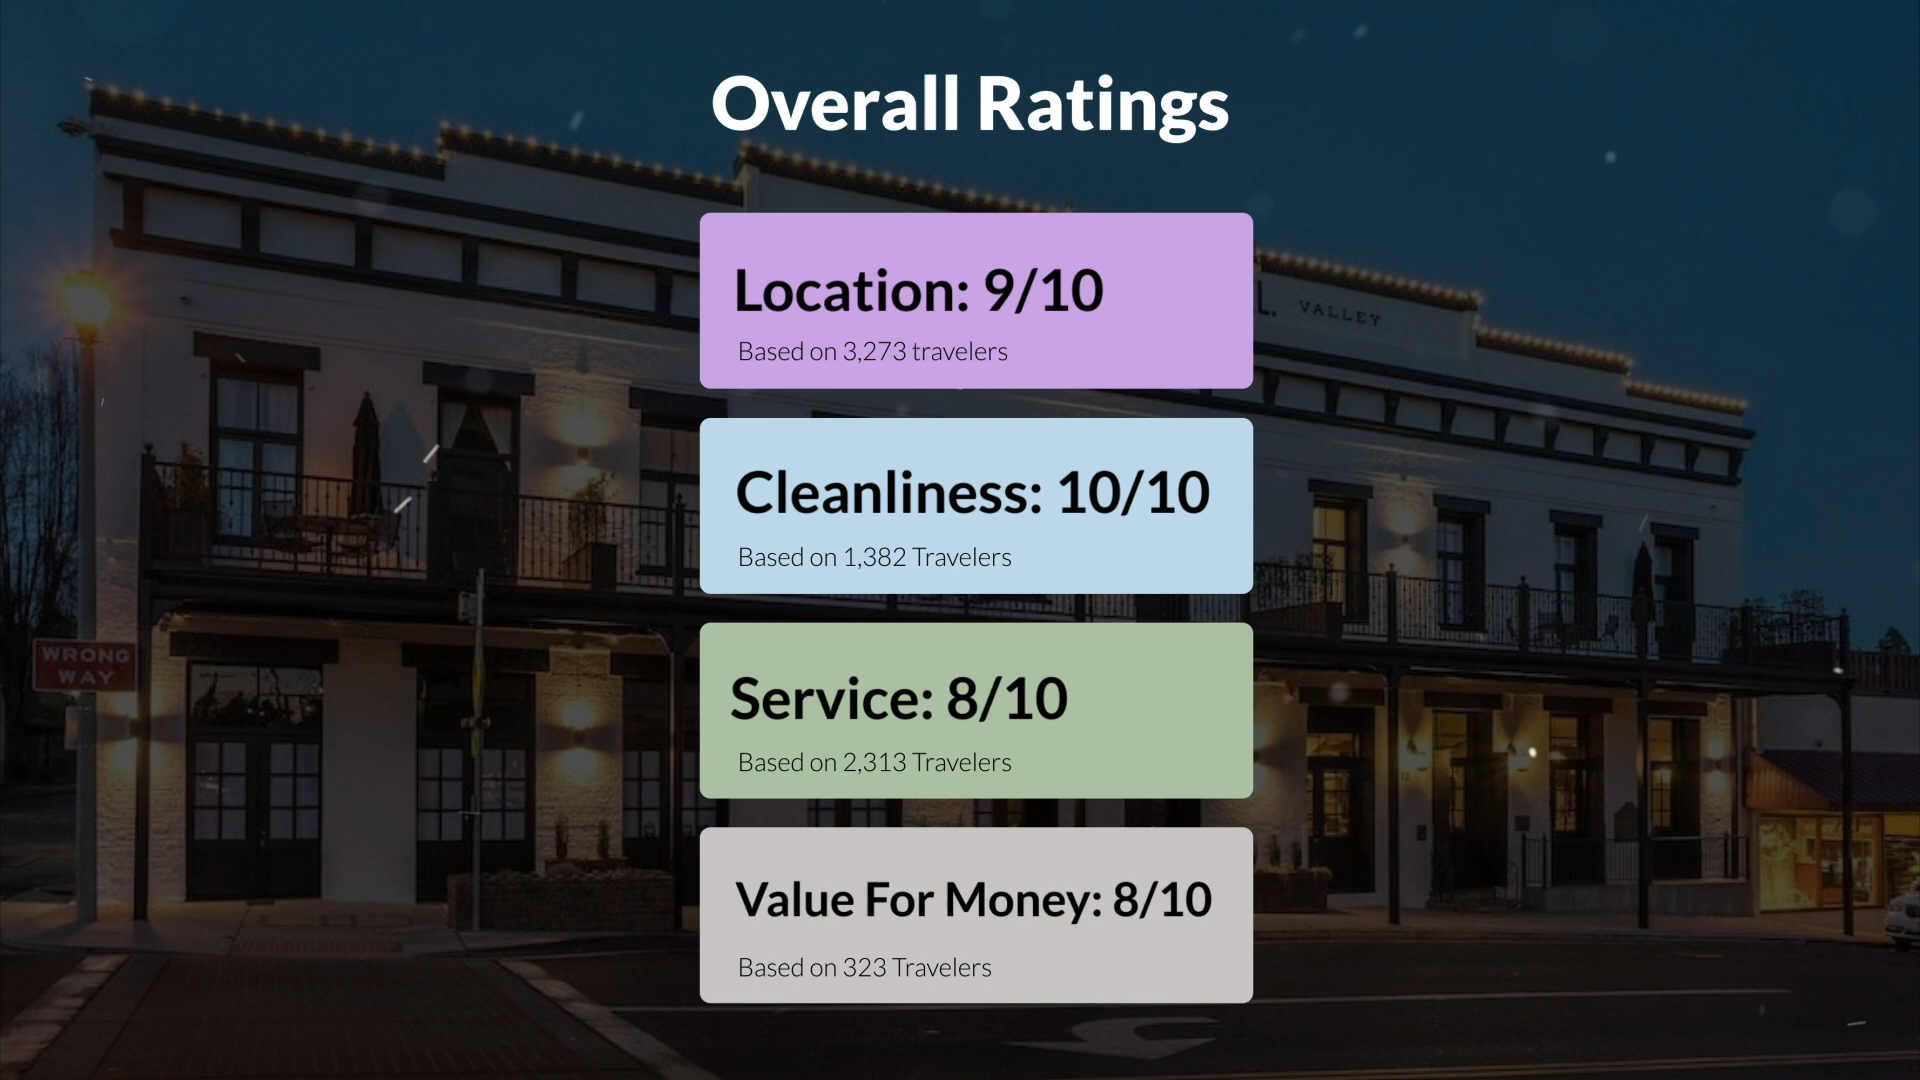 Overall Ratings
Location: 9/10
Based on 3,273 travelers
L. VALLEY
Cleanliness: 10/10
Based on 1,382 Travelers
Service: 8/10
Based on 2,313 Travelers
WRONG
WAY
Value For Money: 8/10
Based on 323 Travelers